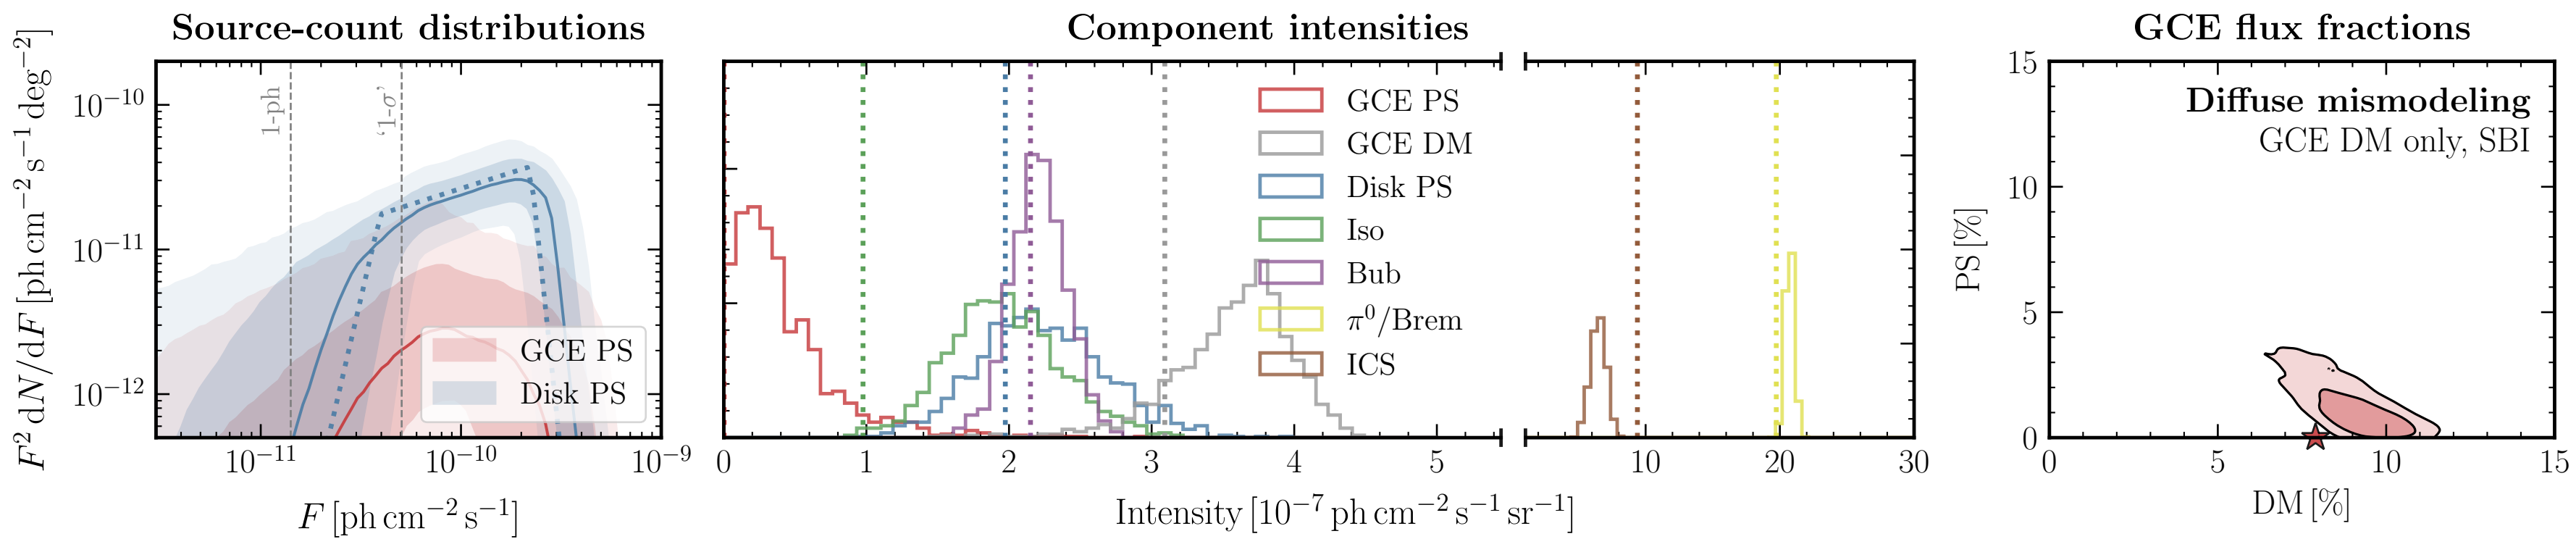 Source-count distributions
F² dN/dF [ph cm⁻² s⁻¹ deg⁻²]
10⁻¹⁰
10⁻¹¹
10⁻¹²
1-ph
'1-σ'
GCE PS
Disk PS
10⁻¹¹
10⁻¹⁰
10⁻⁹
F [ph cm⁻² s⁻¹]
Component intensities
GCE PS
GCE DM
Disk PS
Iso
Bub
π⁰/Brem
ICS
0
1
2
3
4
5
10
20
30
Intensity [10⁻⁷ ph cm⁻² s⁻¹ sr⁻¹]
GCE flux fractions
Diffuse mismodeling
GCE DM only, SBI
PS [%]
15
10
5
0
0
5
10
15
DM [%]